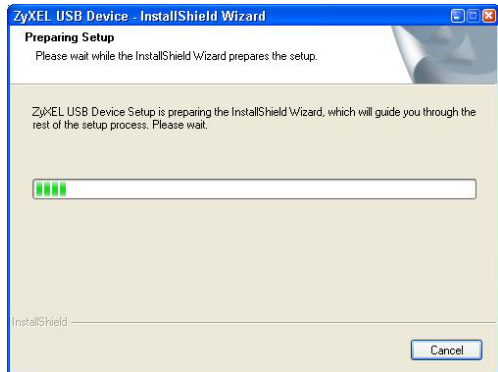 ZyXEL USB Device - InstallShield Wizard
Preparing Setup
Please wait while the InstallShield Wizard prepares the setup.
ZyXEL USB Device Setup is preparing the InstallShield Wizard, which will guide you through the
rest of the setup process. Please wait.
InstallShield
Cancel